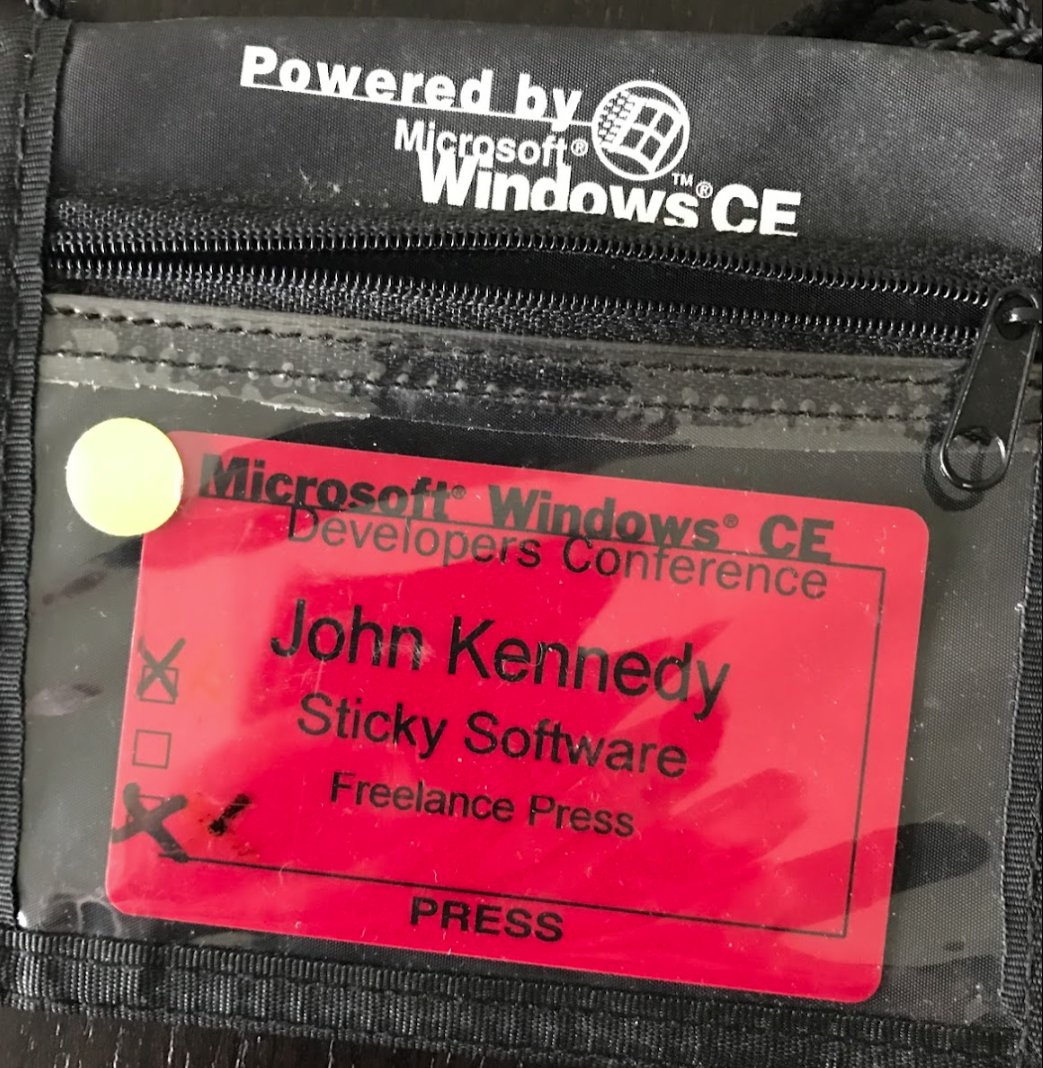 Powered by
Microsoft®
Windows™® CE
Microsoft® Windows® CE
Developers Conference
John Kennedy
Sticky Software
Freelance Press
PRESS